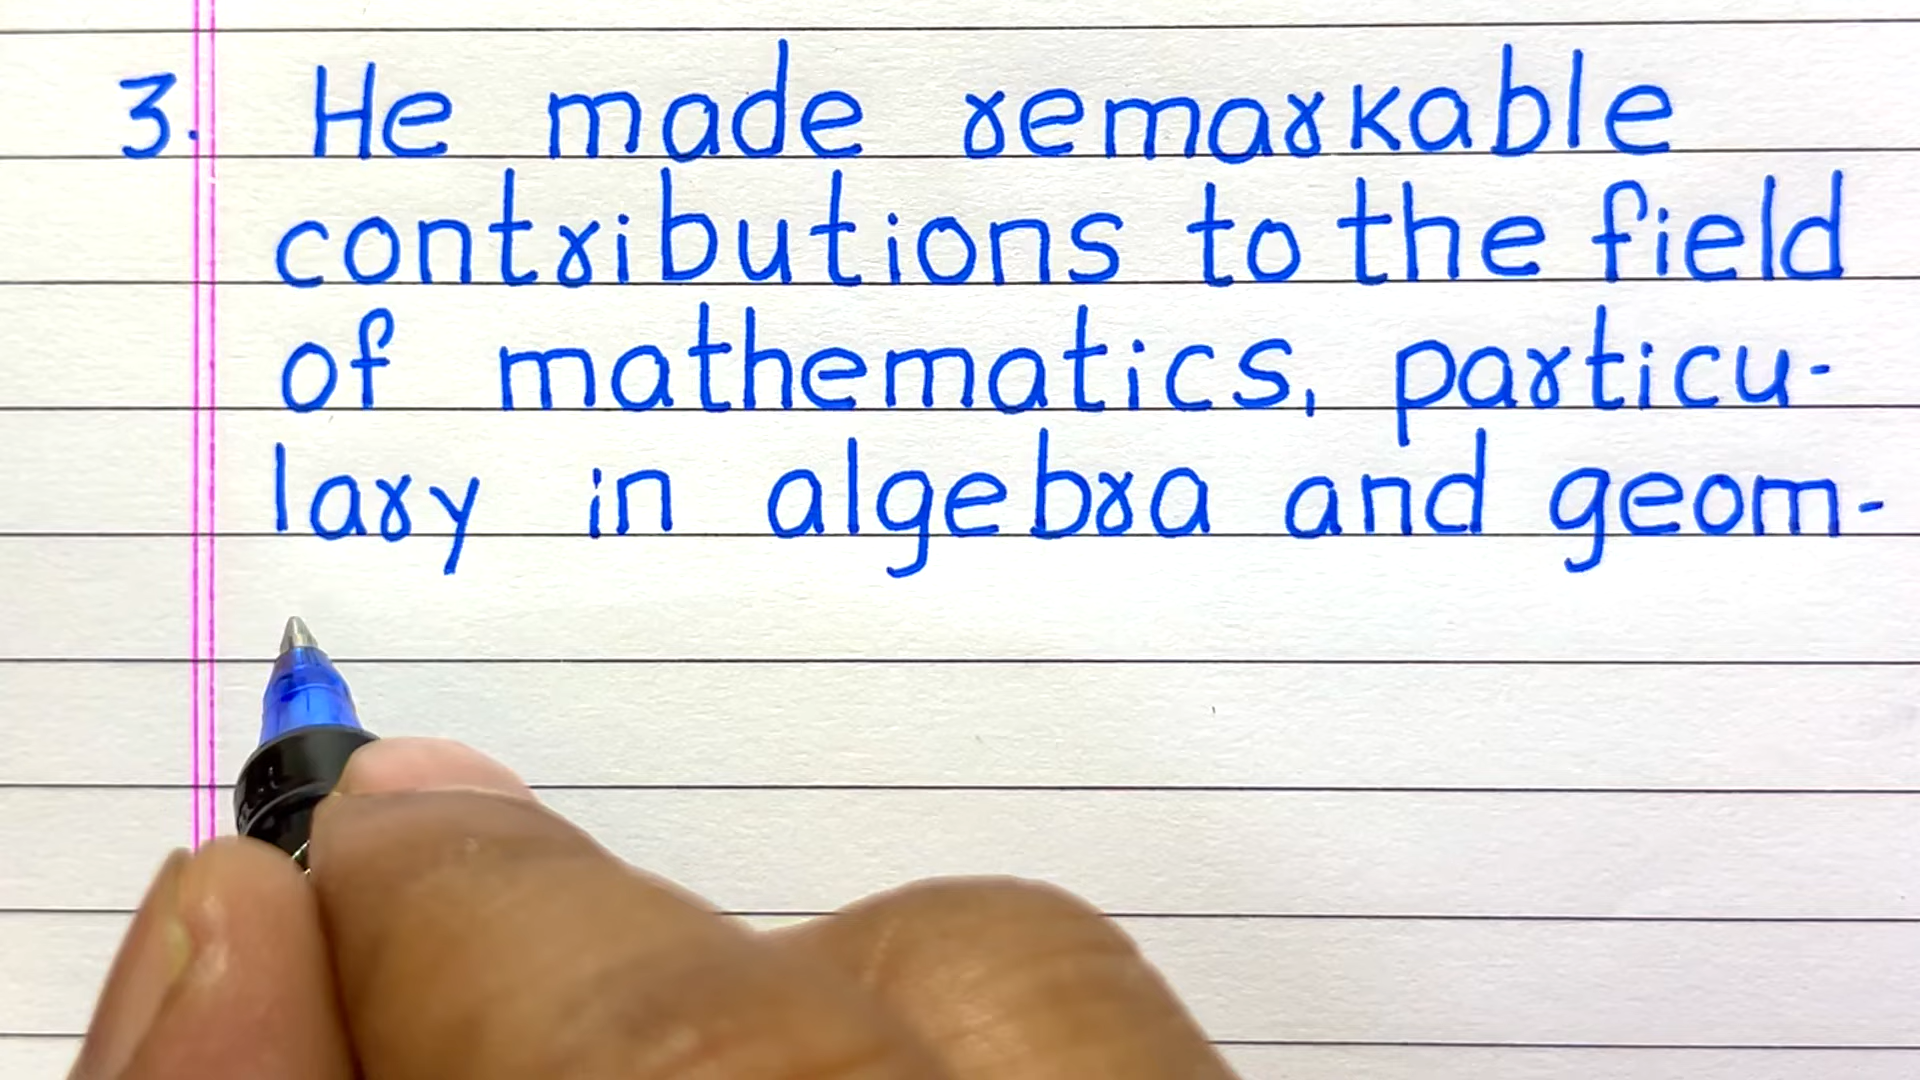 3. He made remarkable
contributions to the field
of mathematics, particu-
lary in algebra and geom-